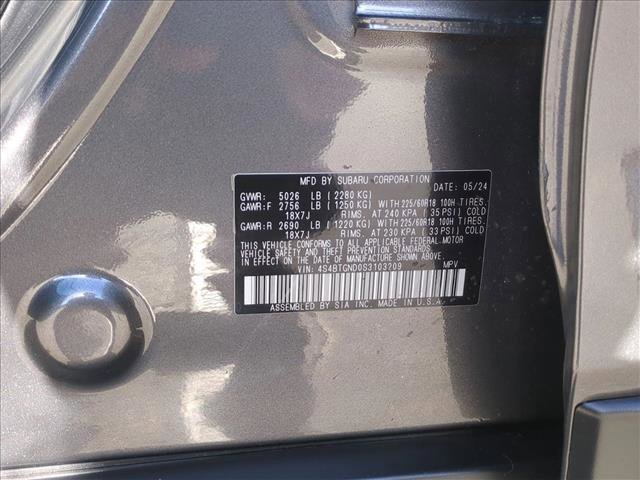 MFD BY SUBARU CORPORATION 05/24
GVWR: 5026 LB (2280 KG)
GAWR:F 2756 LB (1250 KG) WITH 225/60R18 100H TIRES,
18X7J RIMS, AT 240 KPA (35 PSI) COLD
GAWR:R 2690 LB (1220 KG) WITH 225/60R18 100H TIRES,
18X7J RIMS, AT 230 KPA (33 PSI) COLD
THIS VEHICLE CONFORMS TO ALL APPLICABLE FEDERAL MOTOR
VEHICLE SAFETY AND BUMPER STANDARDS IN
EFFECT ON THE DATE OF MANUFACTURE SHOWN ABOVE.
VIN: 4S4BTGND0S3103209 MPV
ASSEMBLED BY SIA INC. MADE IN U.S.A.